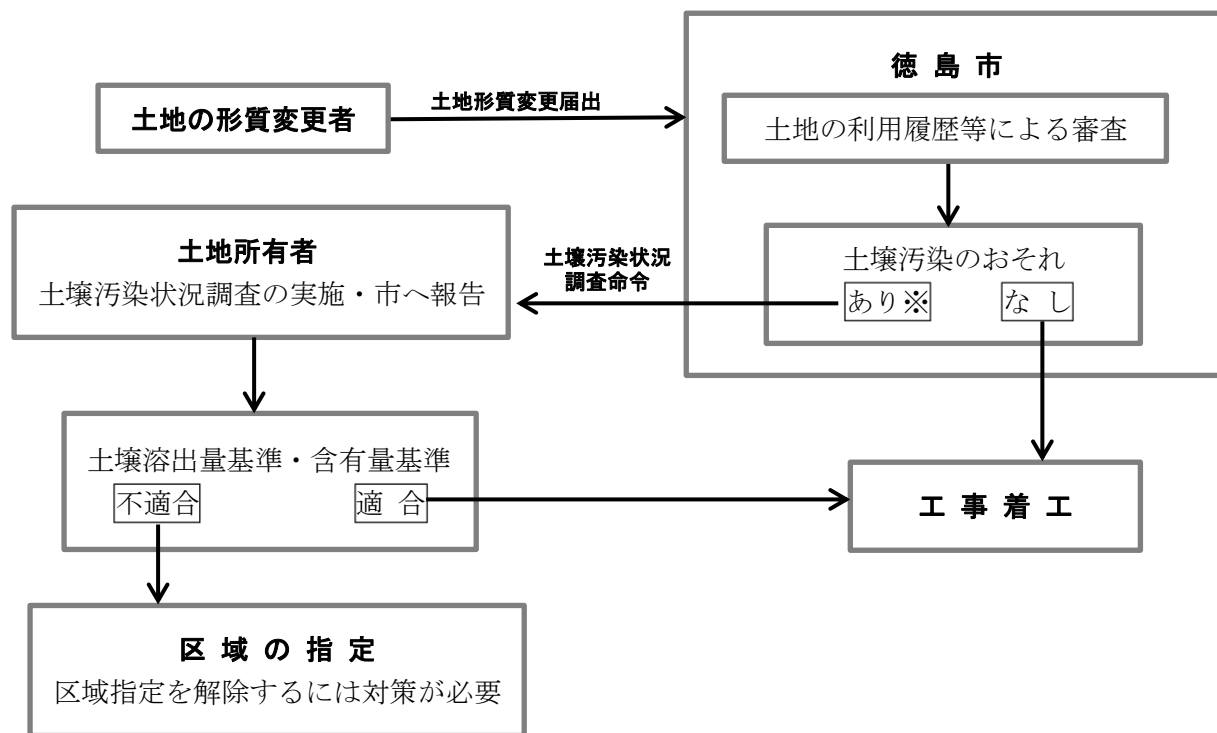 徳 島 市
土地の形質変更者
土地形質変更届出
土地の利用履歴等による審査
土地所有者
土壌汚染状況調査の実施・市へ報告
土壌汚染状況
調査命令
土壌汚染のおそれ
あり※ な し
土壌溶出量基準・含有量基準
不適合 適 合
工 事 着 工
区 域 の 指 定
区域指定を解除するには対策が必要